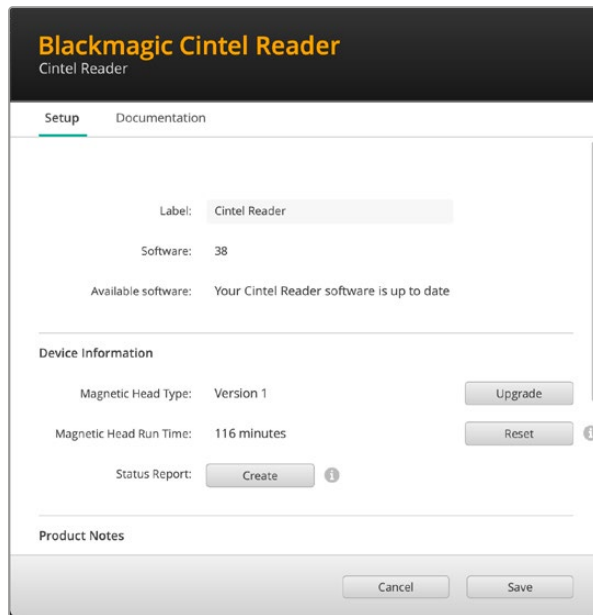 Blackmagic Cintel Reader
Cintel Reader
Setup Documentation
Label: Cintel Reader
Software: 38
Available software: Your Cintel Reader software is up to date
Device Information
Magnetic Head Type: Version 1 Upgrade
Magnetic Head Run Time: 116 minutes Reset
Status Report: Create
Product Notes
Cancel Save